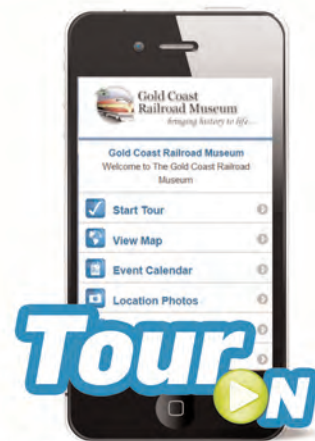 Gold Coast
Railroad Museum
bringing history to life...
Gold Coast Railroad Museum
Welcome to The Gold Coast Railroad
Museum
Start Tour
View Map
Event Calendar
Location Photos
Tour
N